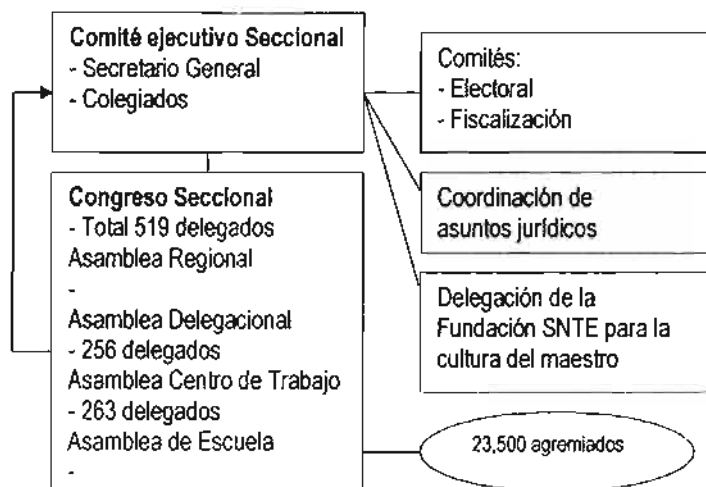 Comité ejecutivo Seccional
- Secretario General
- Colegiados
Comités:
- Electoral
- Fiscalización
Congreso Seccional
- Total 519 delegados
Asamblea Regional
-
Asamblea Delegacional
- 256 delegados
Asamblea Centro de Trabajo
- 263 delegados
Asamblea de Escuela
-
Coordinación de
asuntos jurídicos
Delegación de la
Fundación SNTE para la
cultura del maestro
23,500 agremiados